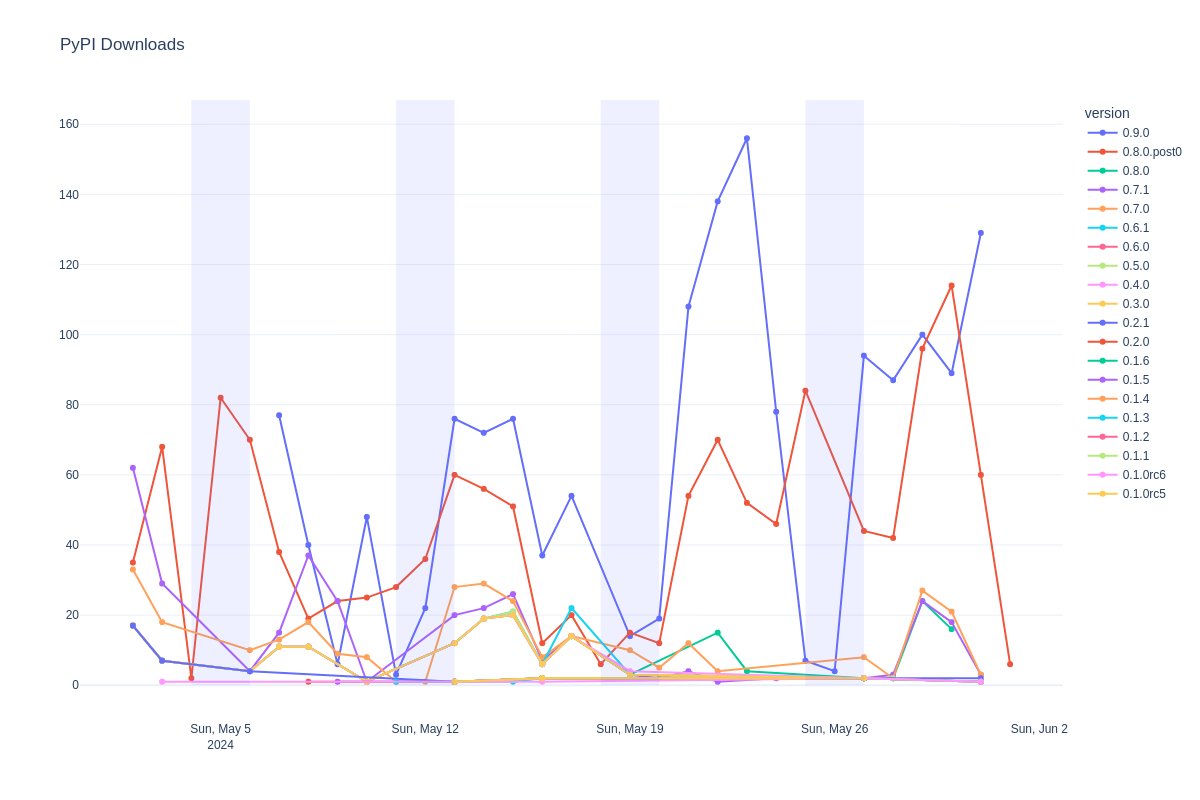 PyPI Downloads
160
140
120
100
80
60
40
20
0
Sun, May 5
2024
Sun, May 12
Sun, May 19
Sun, May 26
Sun, Jun 2
version
0.9.0
0.8.0.post0
0.8.0
0.7.1
0.7.0
0.6.1
0.6.0
0.5.0
0.4.0
0.3.0
0.2.1
0.2.0
0.1.6
0.1.5
0.1.4
0.1.3
0.1.2
0.1.1
0.1.0rc6
0.1.0rc5